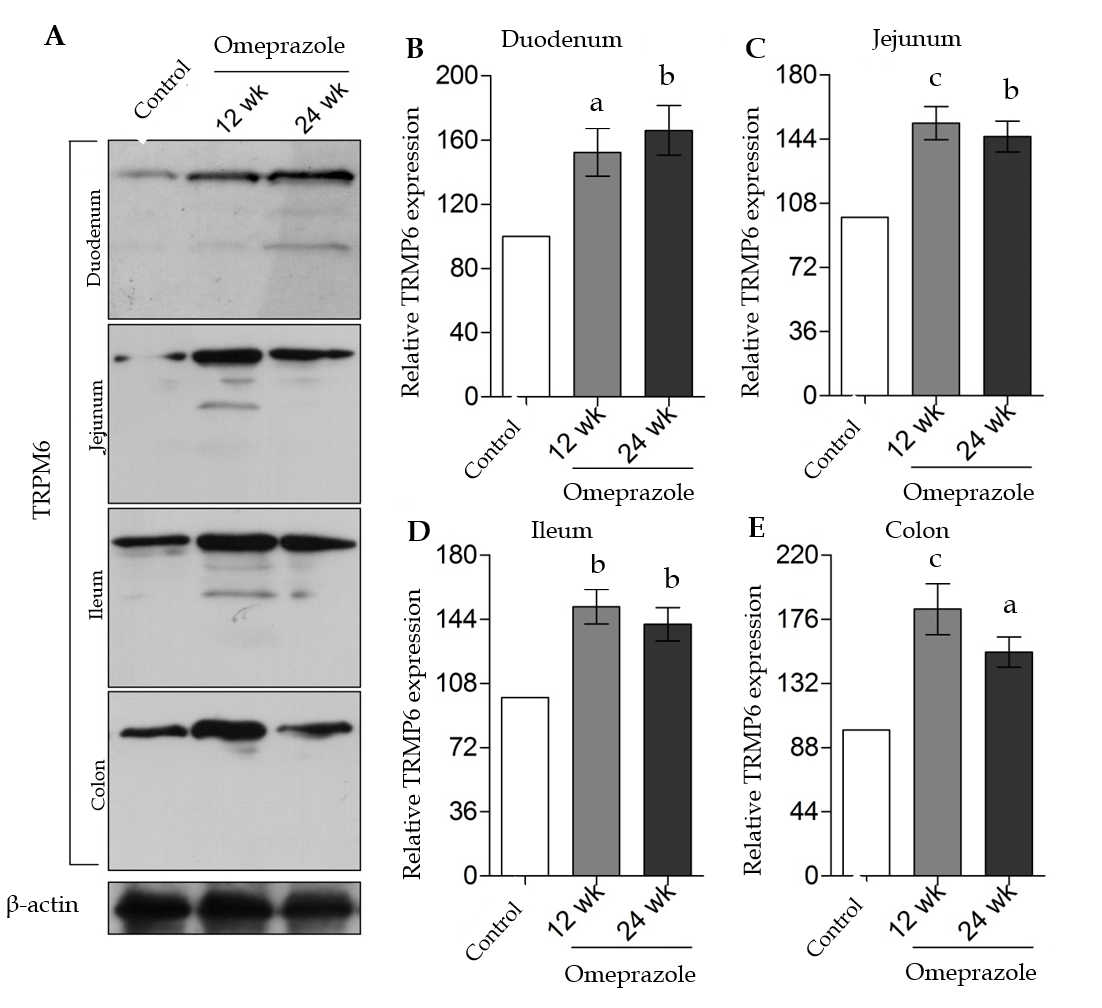 A
Omeprazole
Control
12 wk
24 wk
TRPM6
Duodenum
Jejunum
Ileum
Colon
β-actin
B
Duodenum
Relative TRMP6 expression
200
160
120
80
40
0
a
b
Control
12 wk
24 wk
Omeprazole
C
Jejunum
Relative TRMP6 expression
180
144
108
72
36
0
c
b
Control
12 wk
24 wk
Omeprazole
D
Ileum
Relative TRMP6 expression
180
144
108
72
36
0
b
b
Control
12 wk
24 wk
Omeprazole
E
Colon
Relative TRMP6 expression
220
176
132
88
44
0
c
a
Control
12 wk
24 wk
Omeprazole